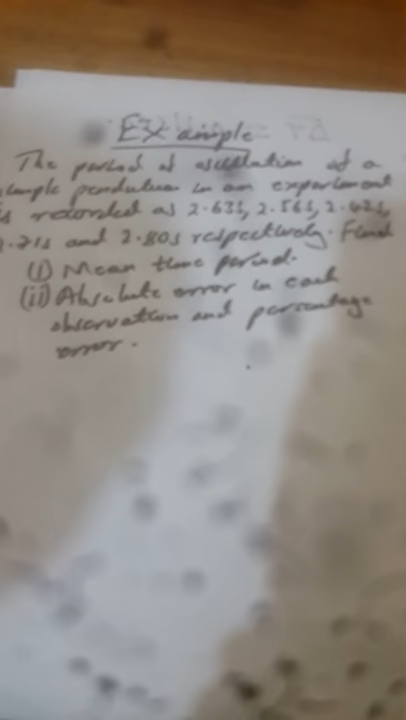 Example
The period of oscillation of a
simple pendulum in an experiment
is recorded as 2.63s, 2.56s, 2.42s,
2.71s and 2.80s respectively. Find
(i) Mean time period.
(ii) Absolute error in each
observation and percentage
error.